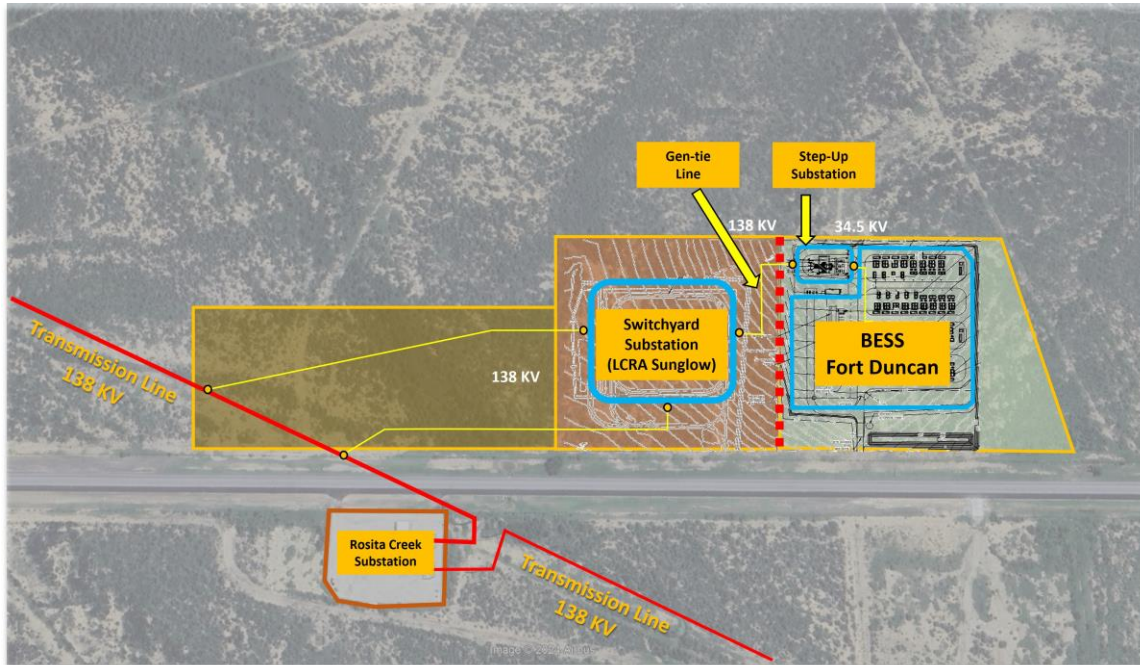 Gen-tie
Line
Step-Up
Substation
138 KV
34.5 KV
Switchyard
Substation
(LCRA Sunglow)
BESS
Fort Duncan
138 KV
Transmission Line
138 KV
Rosita Creek
Substation
Transmission Line
138 KV